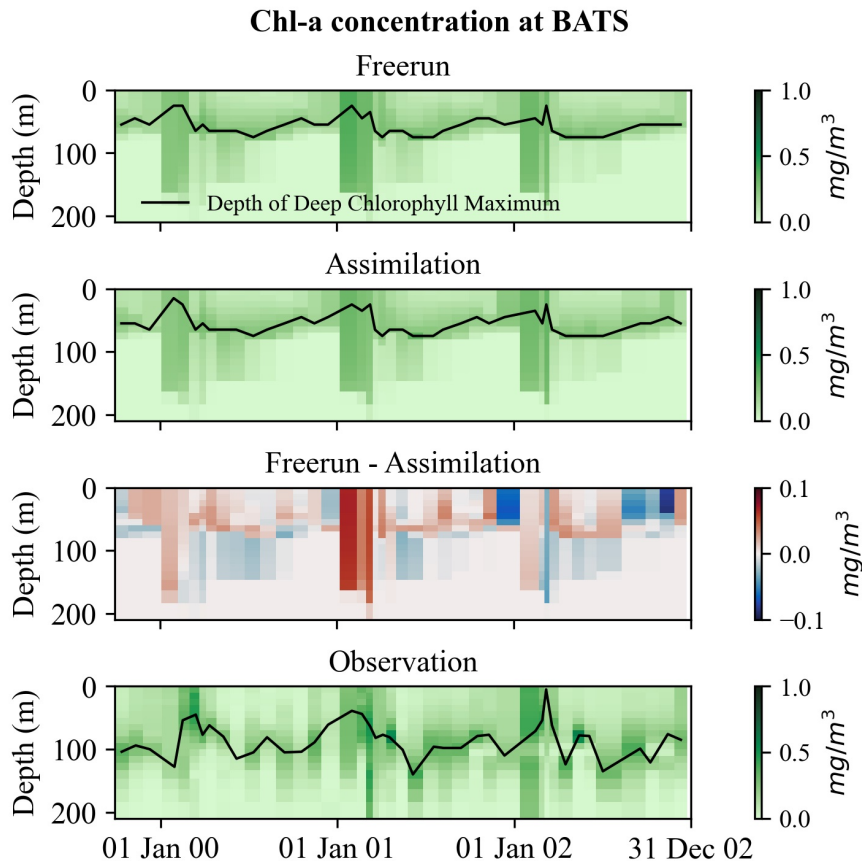 Chl-a concentration at BATS
Freerun
Depth (m)
0
100
200
Depth of Deep Chlorophyll Maximum
1.0
0.5
0.0
mg/m³
Assimilation
Depth (m)
0
100
200
1.0
0.5
0.0
mg/m³
Freerun - Assimilation
Depth (m)
0
100
200
0.1
0.0
−0.1
mg/m³
Observation
Depth (m)
0
100
200
1.0
0.5
0.0
mg/m³
01 Jan 00 01 Jan 01 01 Jan 02 31 Dec 02